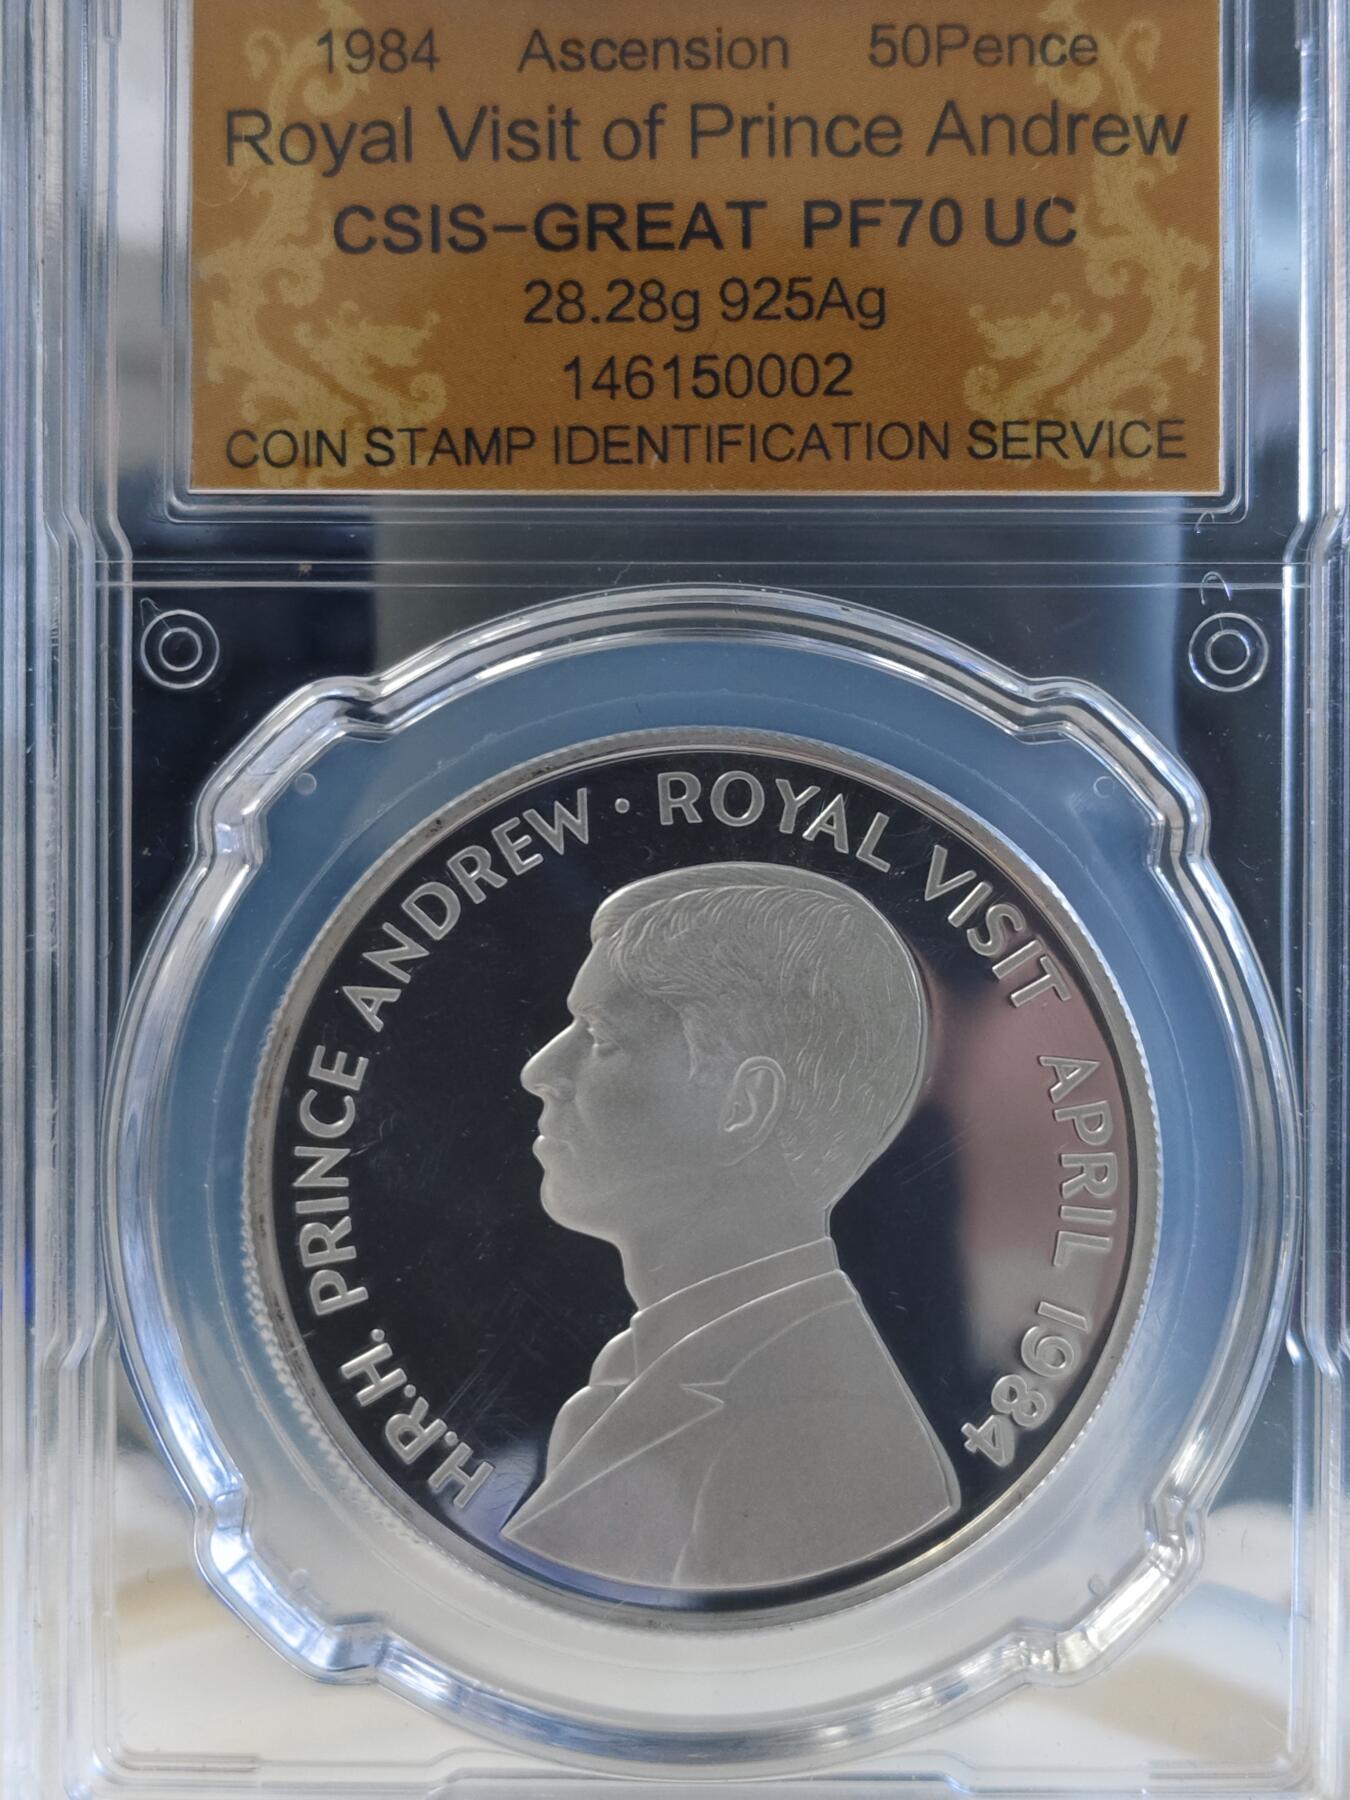 1984 Ascension 50Pence
Royal Visit of Prince Andrew
CSIS-GREAT PF70 UC
28.28g 925Ag
146150002
COIN STAMP IDENTIFICATION SERVICE
H.R.H. PRINCE ANDREW · ROYAL VISIT APRIL 1984